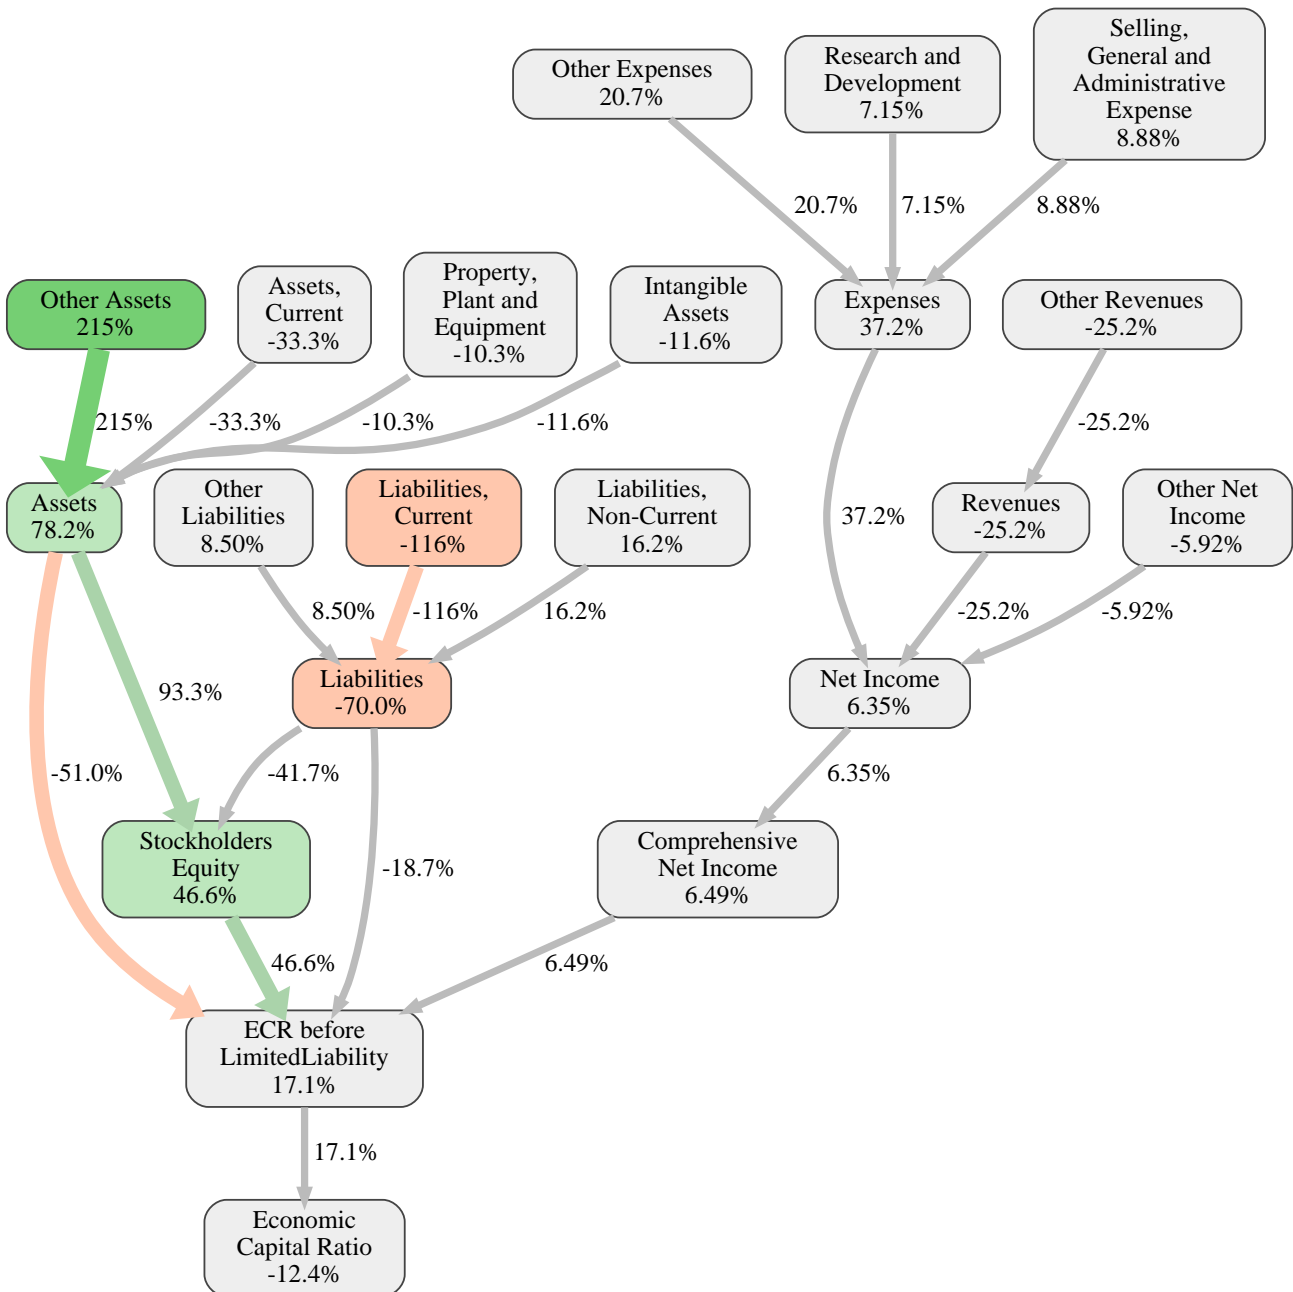 Other Expenses
20.7%
Research and
Development
7.15%
Selling,
General and
Administrative
Expense
8.88%
20.7%
7.15%
8.88%
Other Assets
215%
Assets,
Current
-33.3%
Property,
Plant and
Equipment
-10.3%
Intangible
Assets
-11.6%
Expenses
37.2%
Other Revenues
-25.2%
215%
-33.3%
-10.3%
-11.6%
-25.2%
Assets
78.2%
Other
Liabilities
8.50%
Liabilities,
Current
-116%
Liabilities,
Non-Current
16.2%
37.2%
Revenues
-25.2%
Other Net
Income
-5.92%
8.50%
-116%
16.2%
-25.2%
-5.92%
93.3%
Liabilities
-70.0%
Net Income
6.35%
-51.0%
-41.7%
6.35%
Stockholders
Equity
46.6%
-18.7%
Comprehensive
Net Income
6.49%
46.6%
6.49%
ECR before
LimitedLiability
17.1%
17.1%
Economic
Capital Ratio
-12.4%